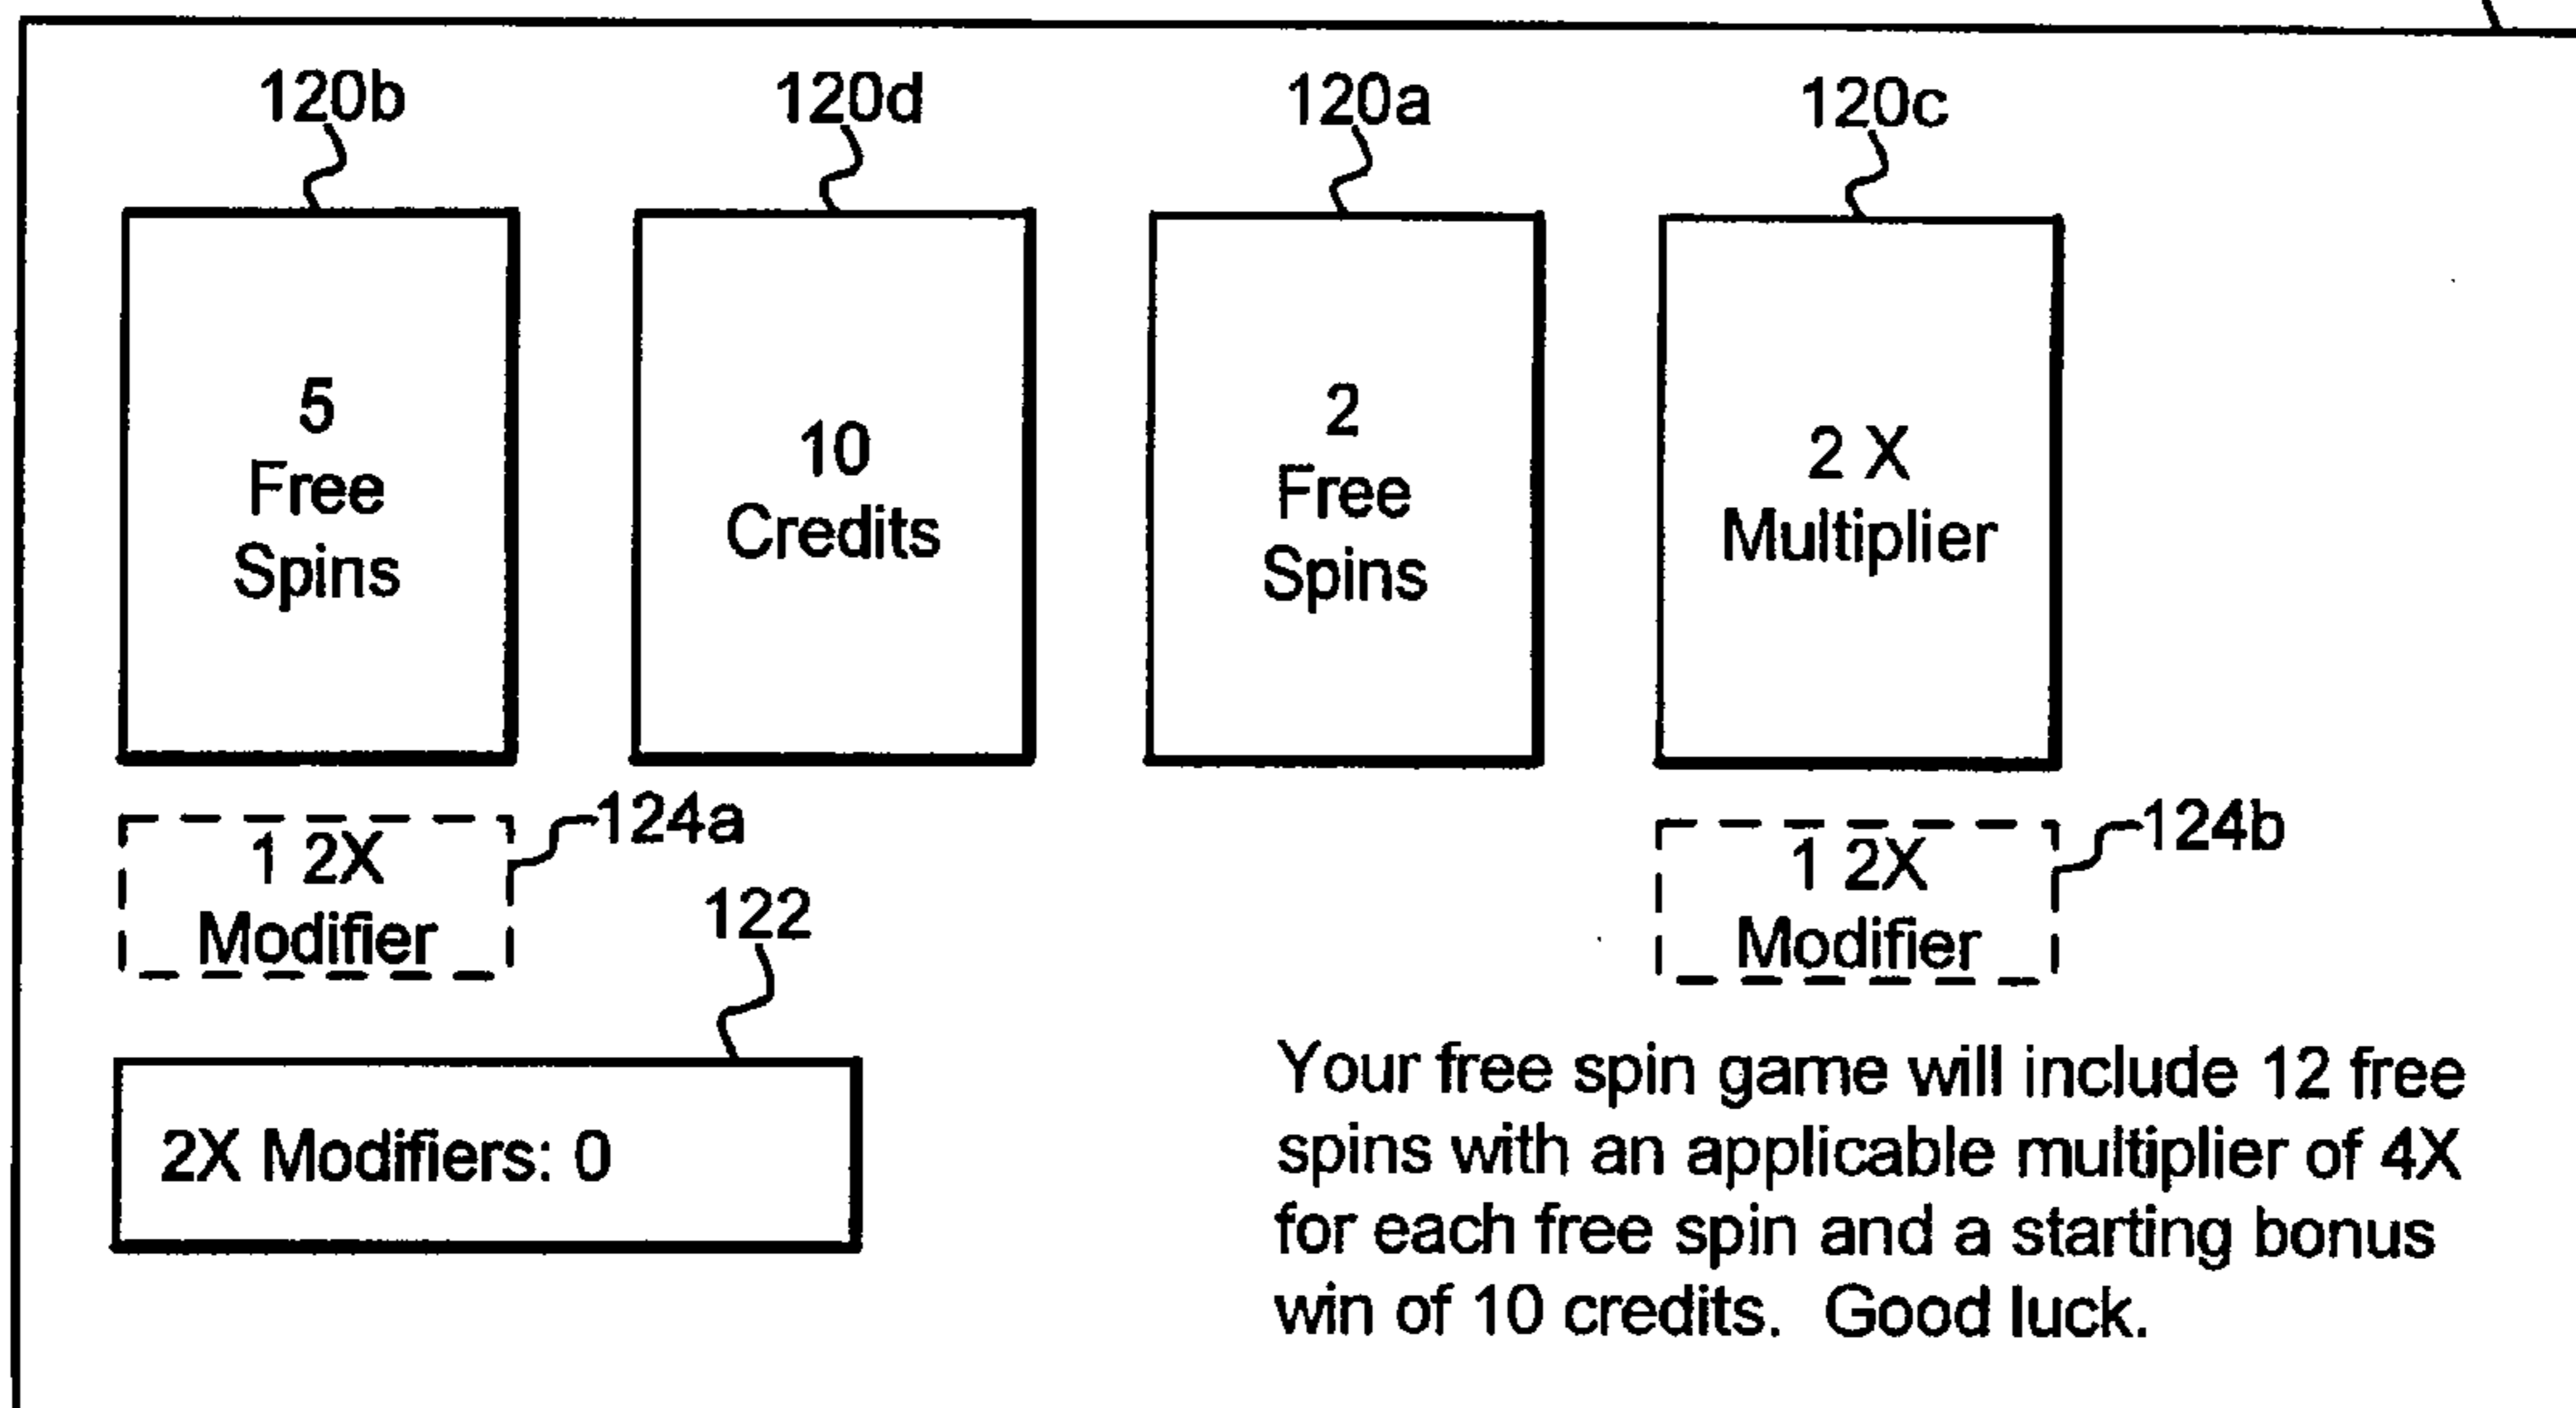 120b
120d
120a
120c
5
Free
Spins
10
Credits
2
Free
Spins
2 X
Multiplier
1 2X
Modifier
124a
1 2X
Modifier
124b
122
2X Modifiers: 0
Your free spin game will include 12 free
spins with an applicable multiplier of 4X
for each free spin and a starting bonus
win of 10 credits. Good luck.